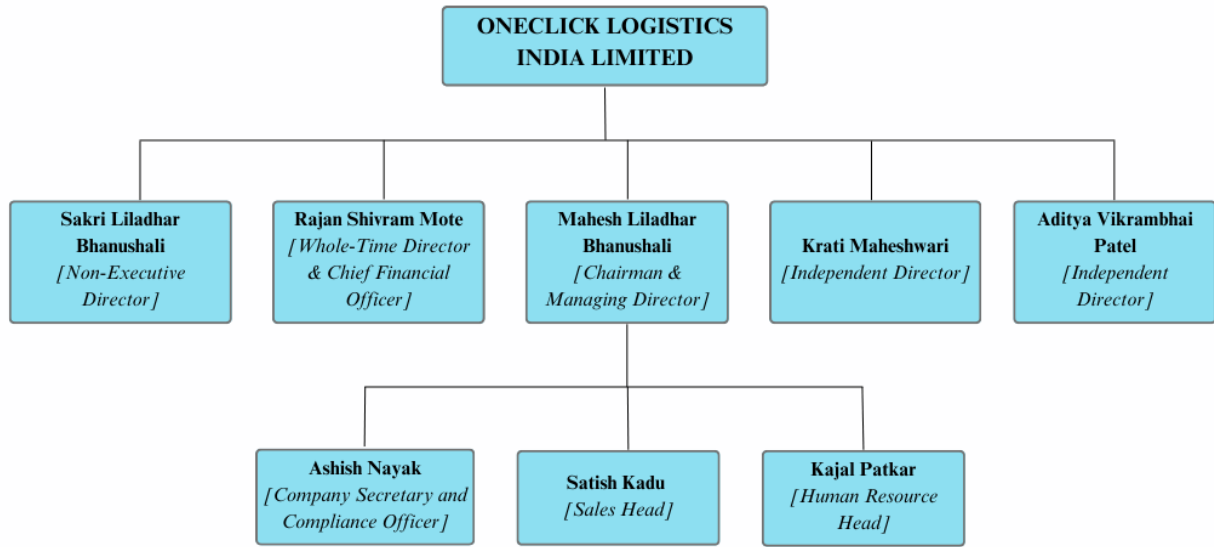 ONECLICK LOGISTICS
INDIA LIMITED
Sakri Liladhar
Bhanushali
[Non-Executive
Director]
Rajan Shivram Mote
[Whole-Time Director
& Chief Financial
Officer]
Mahesh Liladhar
Bhanushali
[Chairman &
Managing Director]
Krati Maheshwari
[Independent Director]
Aditya Vikrambhai
Patel
[Independent
Director]
Ashish Nayak
[Company Secretary and
Compliance Officer]
Satish Kadu
[Sales Head]
Kajal Patkar
[Human Resource
Head]